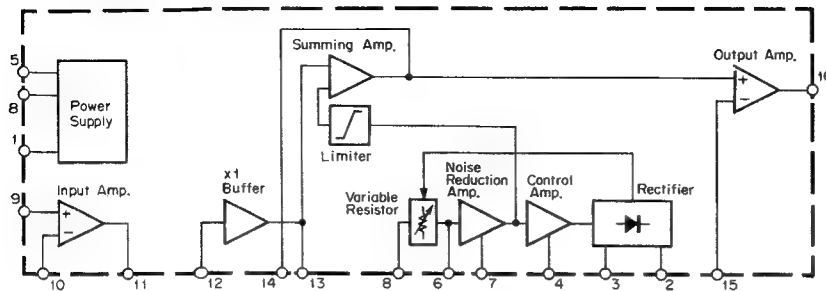 Summing Amp.
Output Amp.
5
16
8
Power
Supply
1
Limiter
x1
Buffer
Noise
Reduction
Amp.
Control
Amp.
Rectifier
Variable
Resistor
9
Input Amp.
10
11
12
14
13
8
6
7
4
3
2
15
+
−
+
−